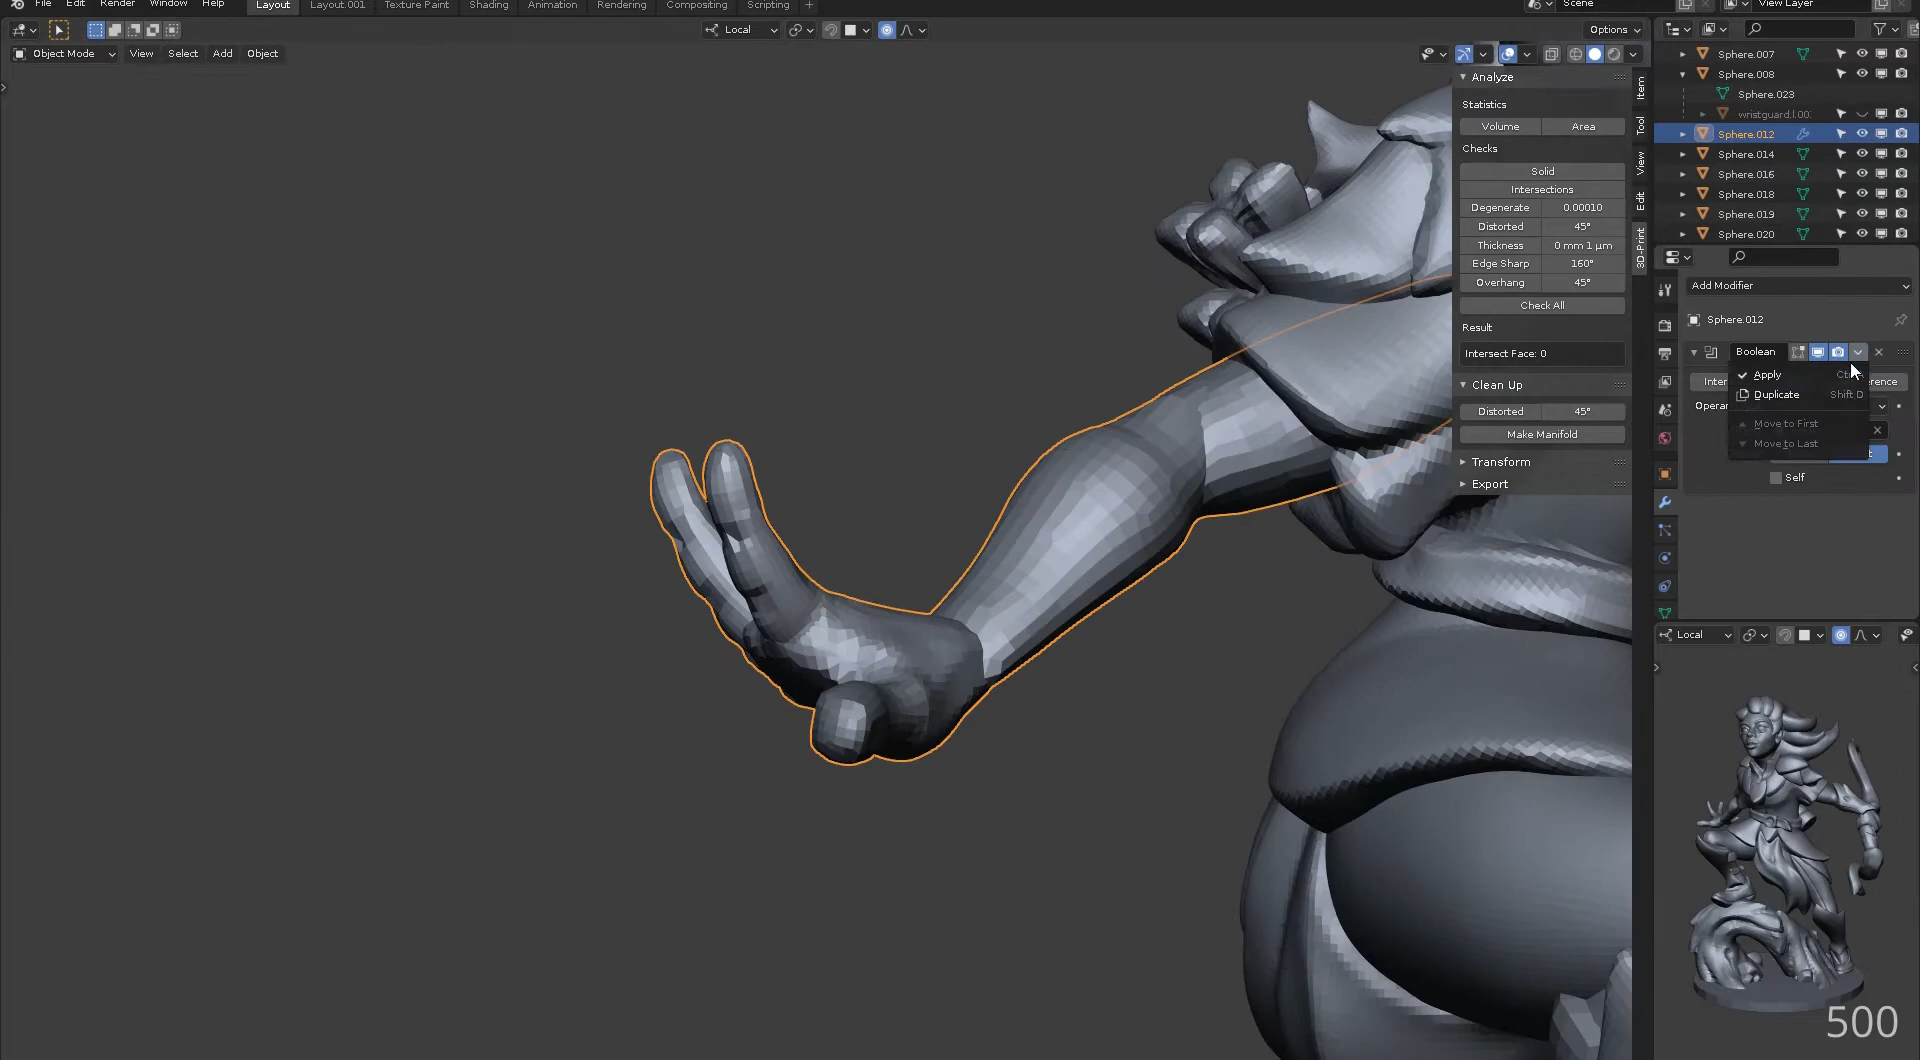 File Edit Render Window Help Layout Layout.001 Texture Paint Shading Animation Rendering Compositing Scripting + Scene View Layer
Local Options
Object Mode View Select Add Object
Analyze
Statistics
Volume Area
Checks
Solid
Intersections
Degenerate 0.00010
Distorted 45°
Thickness 0 mm 1 µm
Edge Sharp 160°
Overhang 45°
Check All
Result
Intersect Face: 0
Clean Up
Distorted 45°
Make Manifold
Transform
Export
Item
Tool
View
Edit
3D-Print
Sphere.007
Sphere.008
Sphere.023
wristguard.l.00
Sphere.012
Sphere.014
Sphere.016
Sphere.018
Sphere.019
Sphere.020
Add Modifier
Sphere.012
Boolean
Apply
Duplicate Shift D
Move to First
Move to Last
Self
Local
500